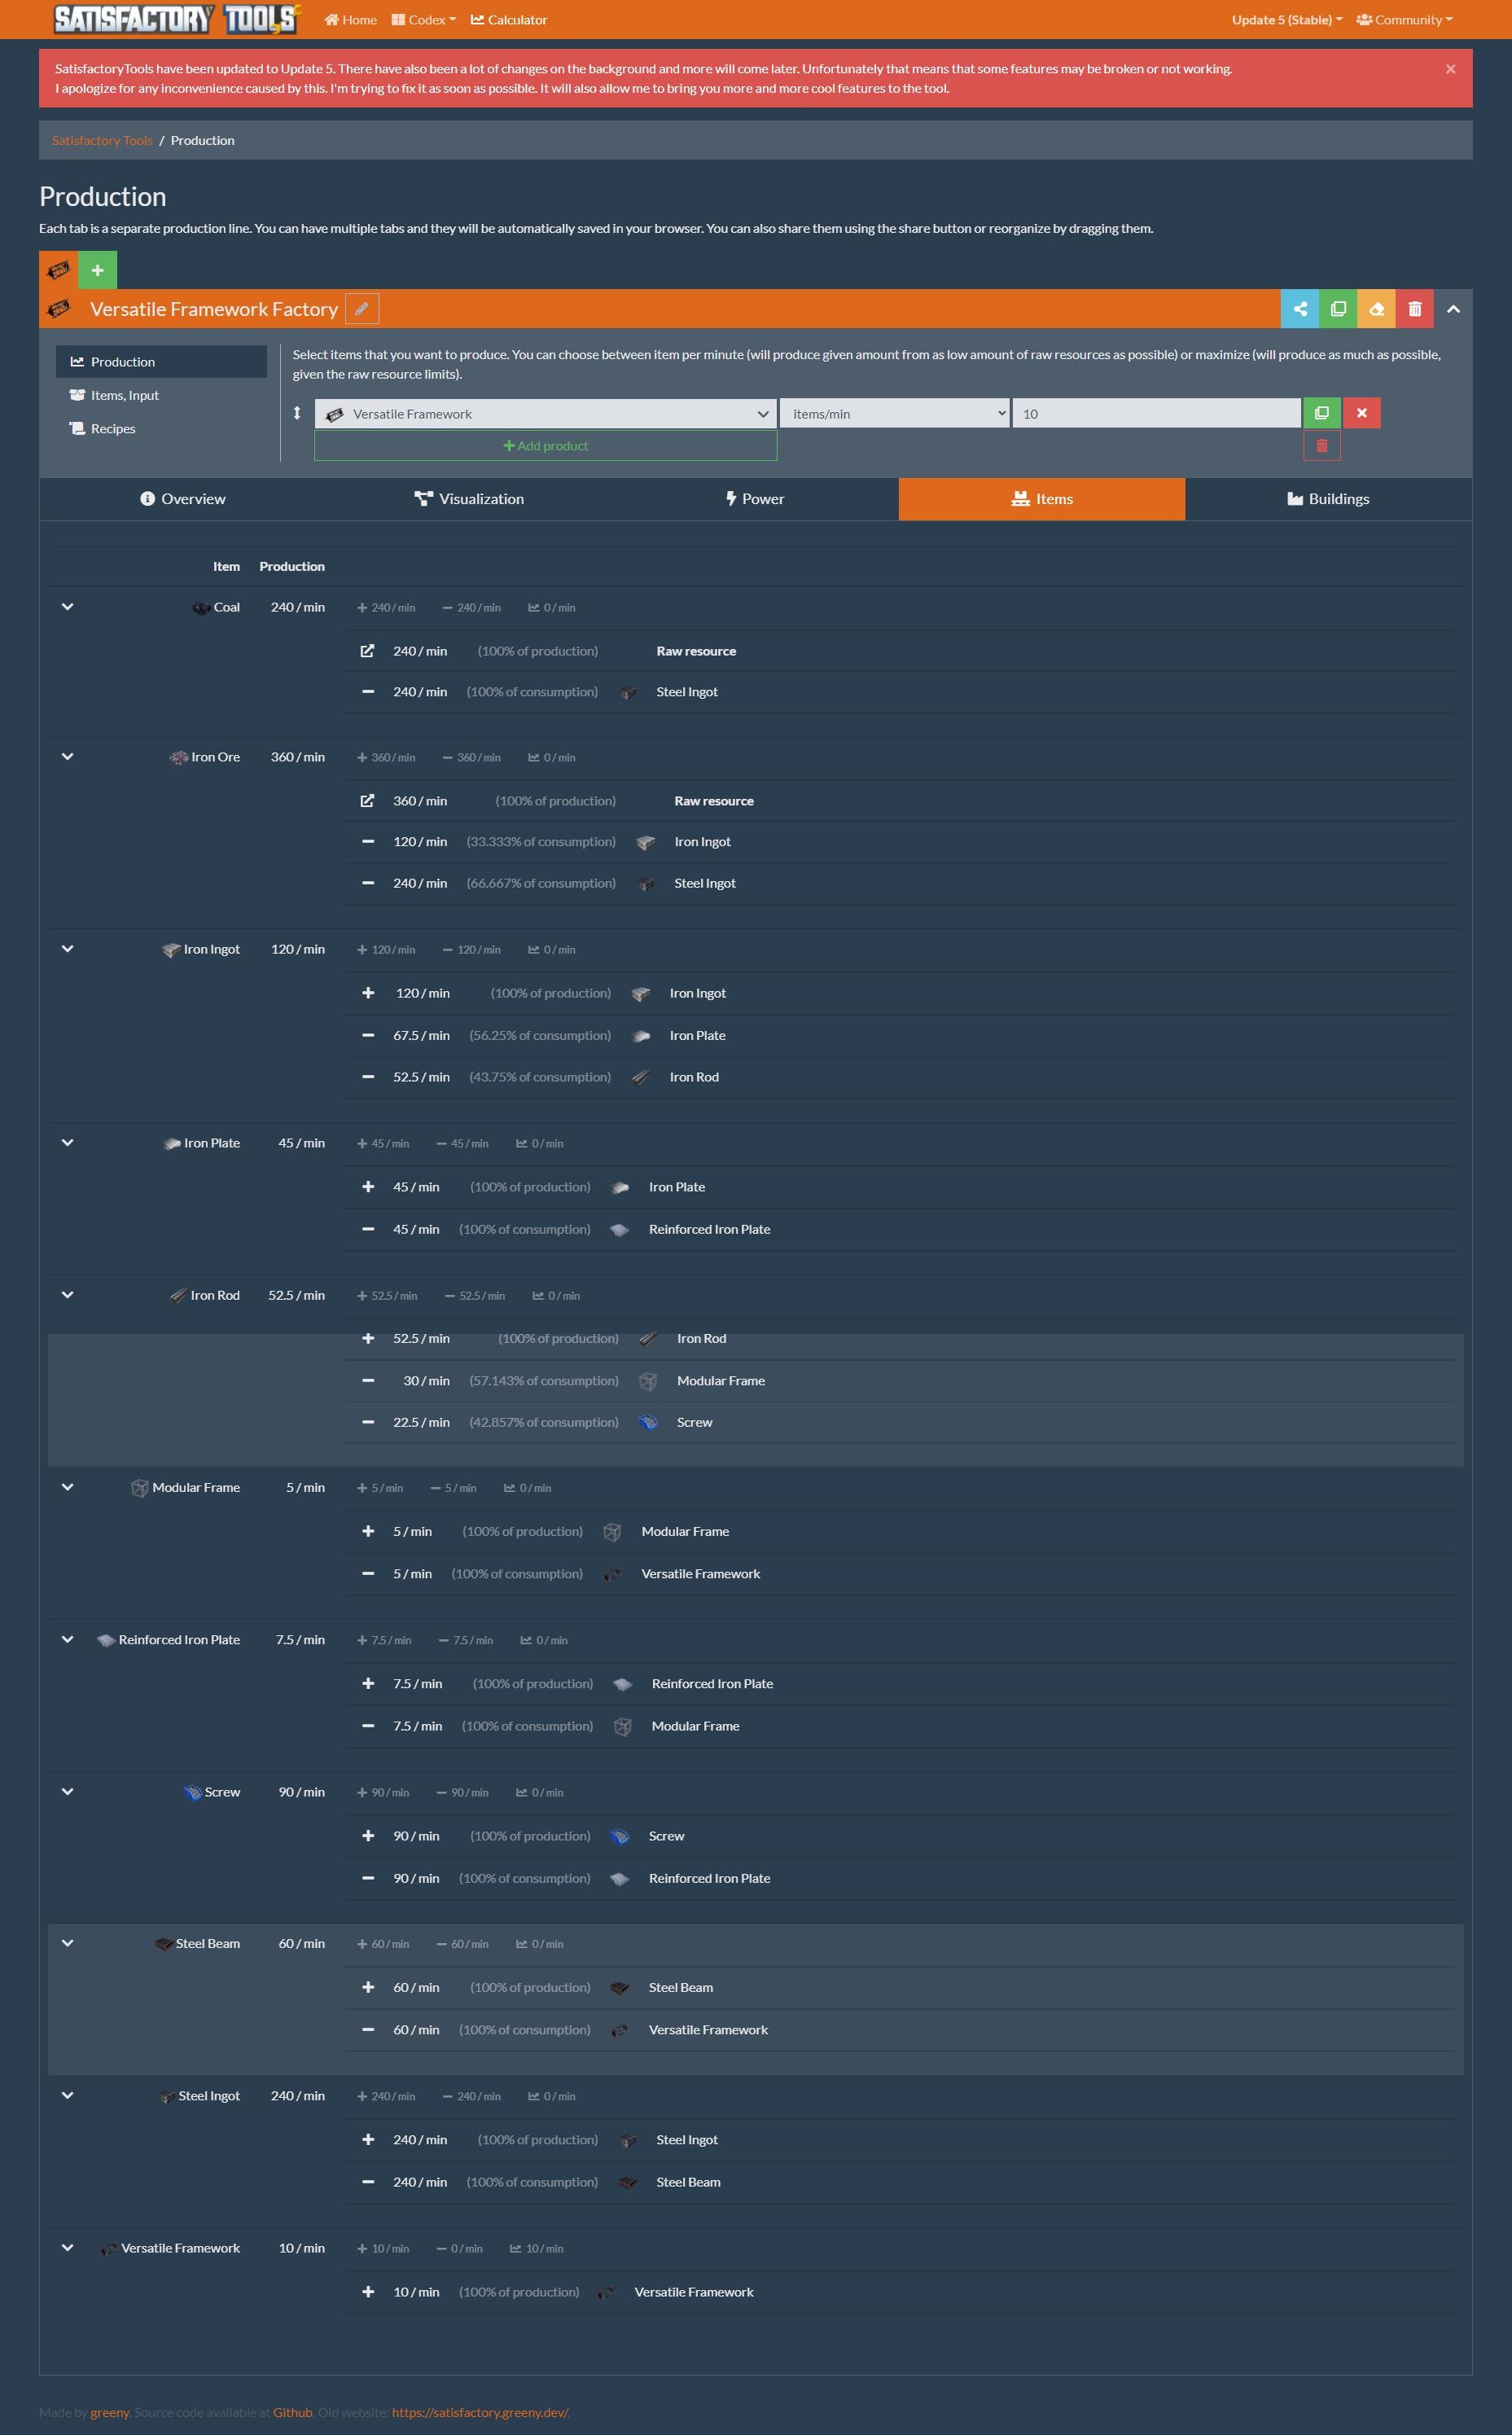 SATISFACTORY TOOLS Home Codex Calculator Update 5 (Stable) Community
SatisfactoryTools have been updated to Update 5. There have also been a lot of changes on the background and more will come later. Unfortunately that means that some features may be broken or not working.
I apologize for any inconvenience caused by this. I'm trying to fix it as soon as possible. It will also allow me to bring you more and more cool features to the tool.
Satisfactory Tools / Production
Production
Each tab is a separate production line. You can have multiple tabs and they will be automatically saved in your browser. You can also share them using the share button or reorganize by dragging them.
Versatile Framework Factory
Production
Items, Input
Recipes
Select items that you want to produce. You can choose between item per minute (will produce given amount from as low amount of raw resources as possible) or maximize (will produce as much as possible,
given the raw resource limits).
Versatile Framework items/min 10
Add product
Overview Visualization Power Items Buildings
Item Production
Coal 240 / min 240 / min 240 / min 0 / min
240 / min (100% of production) Raw resource
240 / min (100% of consumption) Steel Ingot
Iron Ore 360 / min 360 / min 360 / min 0 / min
360 / min (100% of production) Raw resource
120 / min (33.333% of consumption) Iron Ingot
240 / min (66.667% of consumption) Steel Ingot
Iron Ingot 120 / min 120 / min 120 / min 0 / min
120 / min (100% of production) Iron Ingot
67.5 / min (56.25% of consumption) Iron Plate
52.5 / min (43.75% of consumption) Iron Rod
Iron Plate 45 / min 45 / min 45 / min 0 / min
45 / min (100% of production) Iron Plate
45 / min (100% of consumption) Reinforced Iron Plate
Iron Rod 52.5 / min 52.5 / min 52.5 / min 0 / min
52.5 / min (100% of production) Iron Rod
30 / min (57.143% of consumption) Modular Frame
22.5 / min (42.857% of consumption) Screw
Modular Frame 5 / min 5 / min 5 / min 0 / min
5 / min (100% of production) Modular Frame
5 / min (100% of consumption) Versatile Framework
Reinforced Iron Plate 7.5 / min 7.5 / min 7.5 / min 0 / min
7.5 / min (100% of production) Reinforced Iron Plate
7.5 / min (100% of consumption) Modular Frame
Screw 90 / min 90 / min 90 / min 0 / min
90 / min (100% of production) Screw
90 / min (100% of consumption) Reinforced Iron Plate
Steel Beam 60 / min 60 / min 60 / min 0 / min
60 / min (100% of production) Steel Beam
60 / min (100% of consumption) Versatile Framework
Steel Ingot 240 / min 240 / min 240 / min 0 / min
240 / min (100% of production) Steel Ingot
240 / min (100% of consumption) Steel Beam
Versatile Framework 10 / min 10 / min 0 / min 10 / min
10 / min (100% of production) Versatile Framework
Made by greeny. Source code available at Github. Old website: https://satisfactory.greeny.dev/.